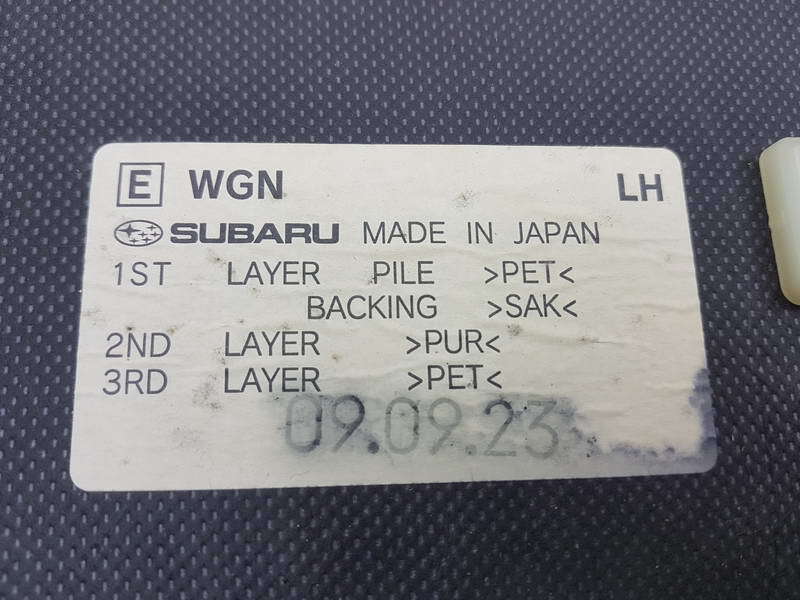 E WGN LH
SUBARU MADE IN JAPAN
1ST LAYER PILE >PET<
BACKING >SAK<
2ND LAYER >PUR<
3RD LAYER >PET<
09.09.23